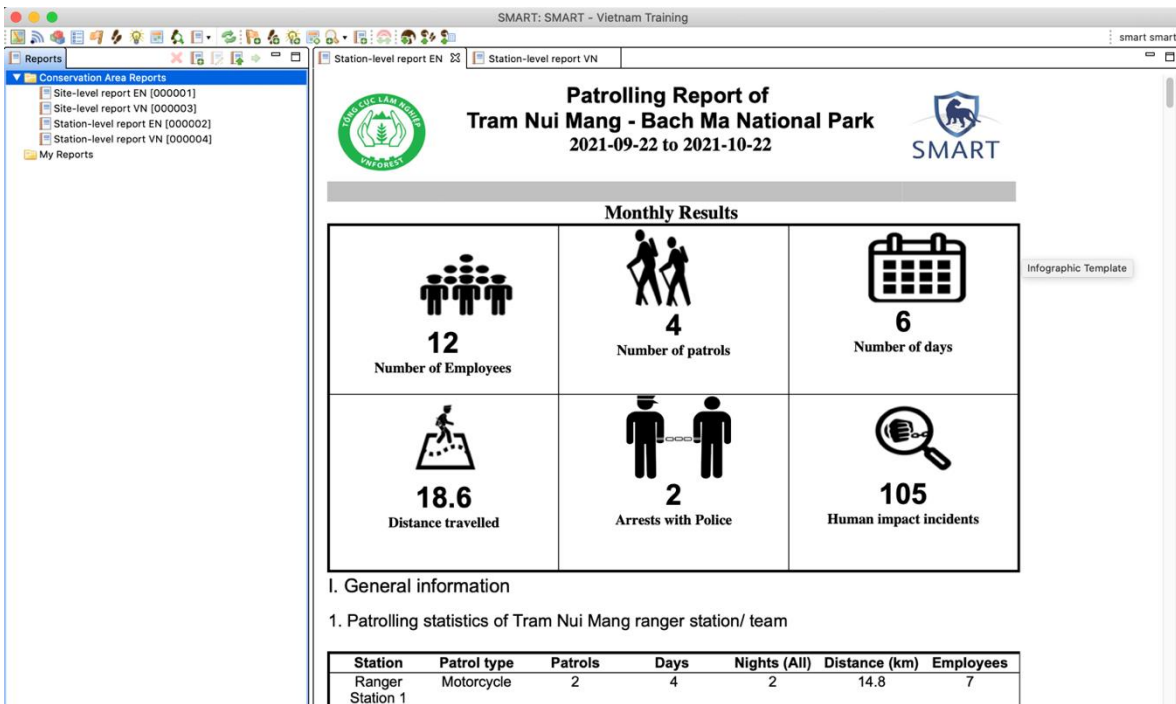 SMART: SMART - Vietnam Training
smart smart
Reports
Station-level report EN
Station-level report VN
Conservation Area Reports
Site-level report EN [000001]
Site-level report VN [000003]
Station-level report EN [000002]
Station-level report VN [000004]
My Reports
TỔNG CỤC LÂM NGHIỆP
VNFOREST
Patrolling Report of
Tram Nui Mang - Bach Ma National Park
2021-09-22 to 2021-10-22
SMART
Monthly Results
Infographic Template
12
Number of Employees
4
Number of patrols
6
Number of days
18.6
Distance travelled
2
Arrests with Police
105
Human impact incidents
I. General information
1. Patrolling statistics of Tram Nui Mang ranger station/ team
Station Patrol type Patrols Days Nights (All) Distance (km) Employees
Ranger Motorcycle 2 4 2 14.8 7
Station 1